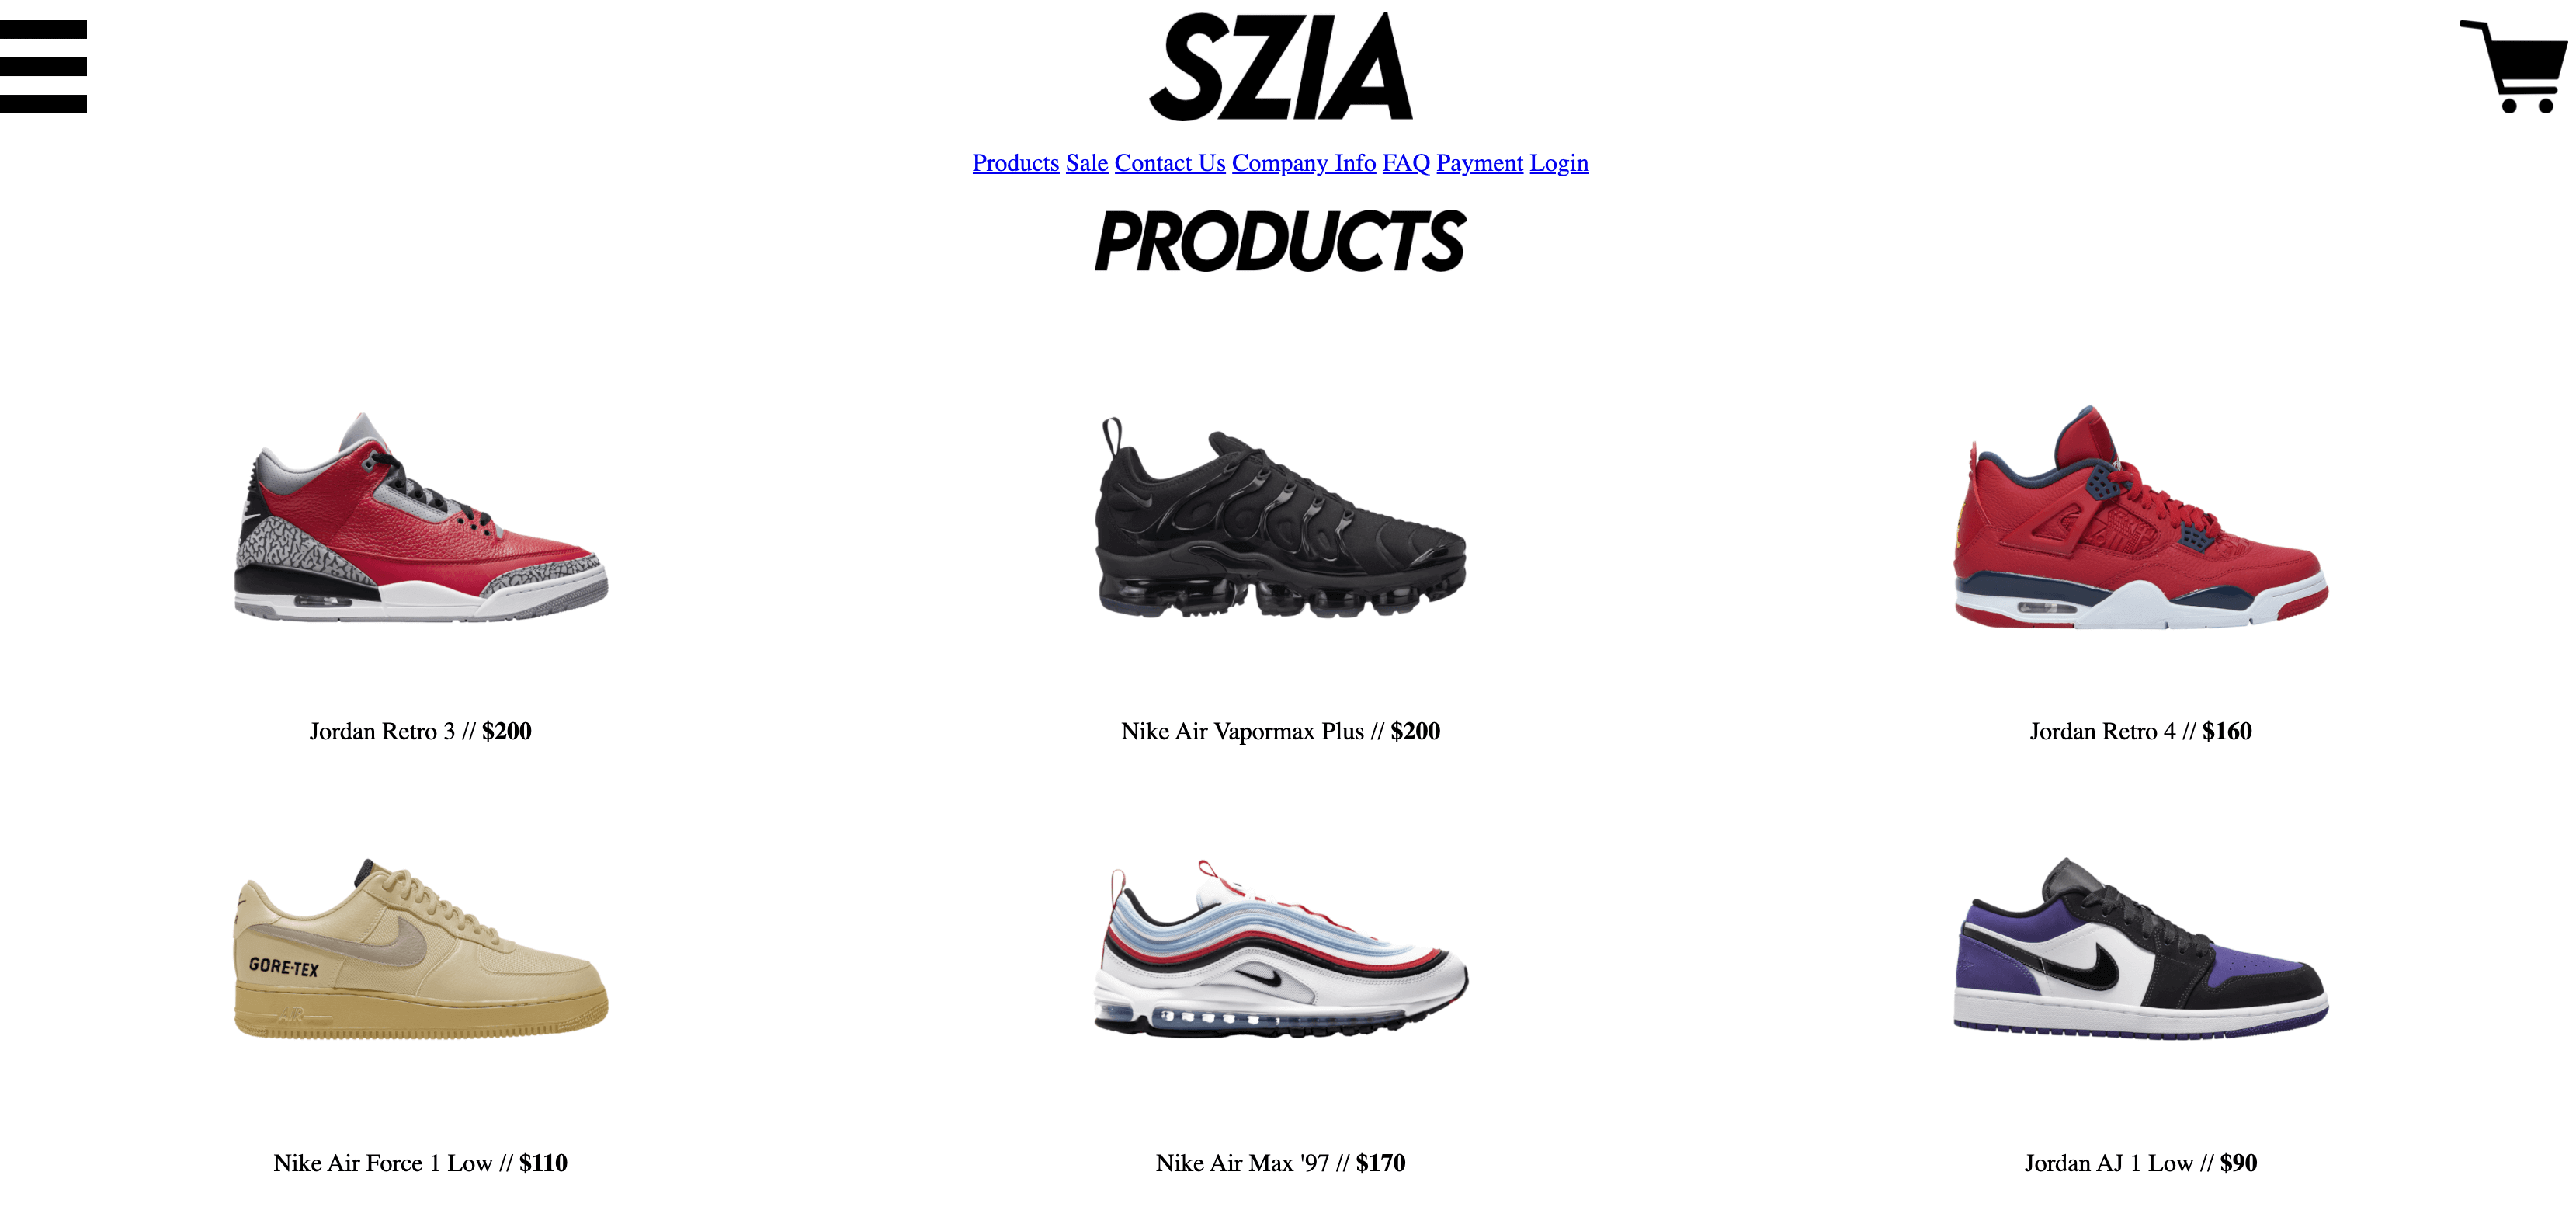 SZIA
Products Sale Contact Us Company Info FAQ Payment Login
PRODUCTS
Jordan Retro 3 // $200
Nike Air Vapormax Plus // $200
Jordan Retro 4 // $160
GORE-TEX
AIR
Nike Air Force 1 Low // $110
Nike Air Max '97 // $170
Jordan AJ 1 Low // $90